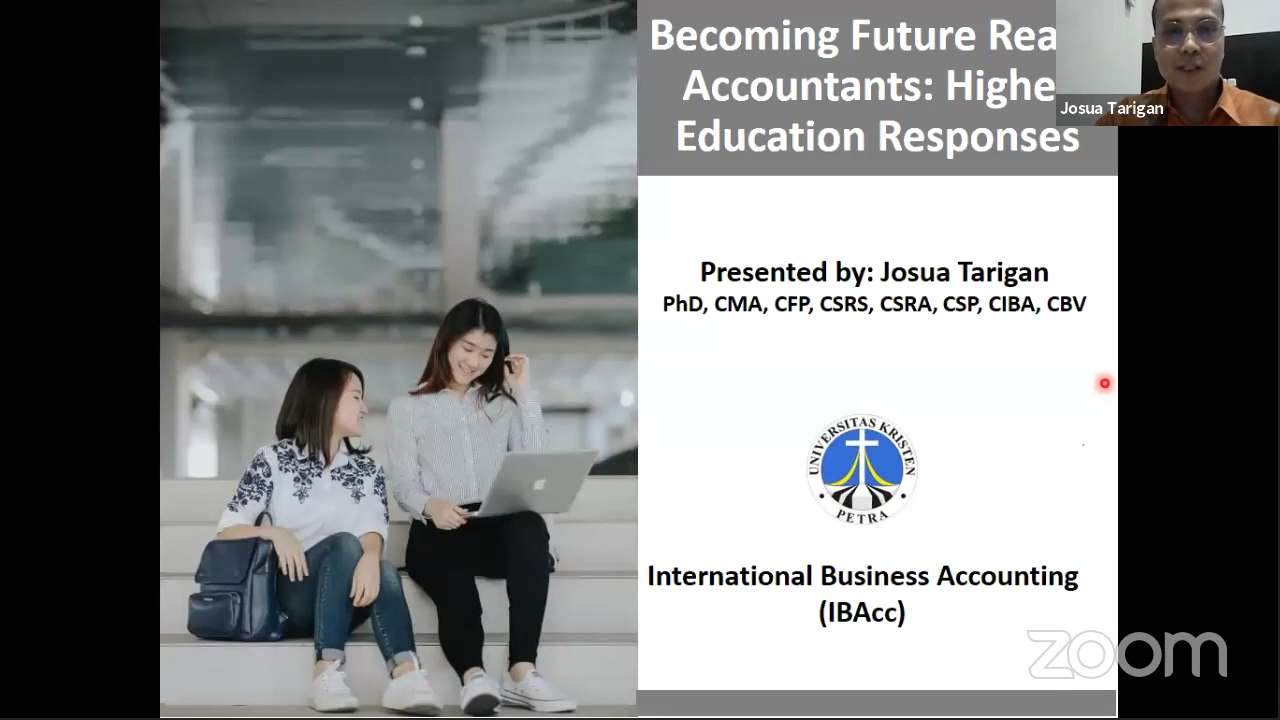 Becoming Future Rea
Accountants: Highe
Education Responses
Josua Tarigan
Presented by: Josua Tarigan
PhD, CMA, CFP, CSRS, CSRA, CSP, CIBA, CBV
UNIVERSITAS KRISTEN
PETRA
International Business Accounting
(IBAcc)
zoom